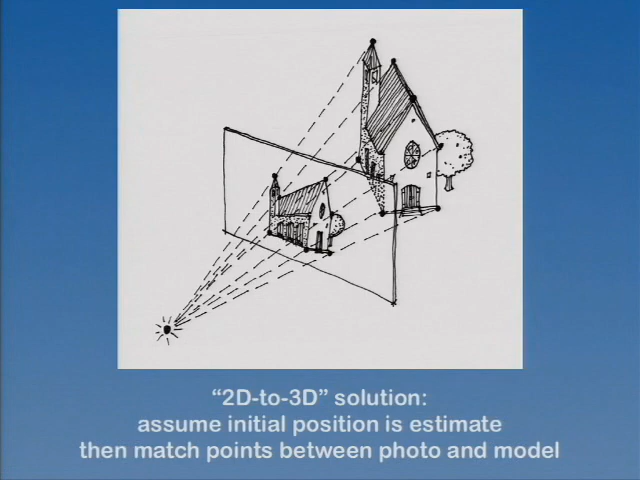 “2D-to-3D” solution:
assume initial position is estimate
then match points between photo and model